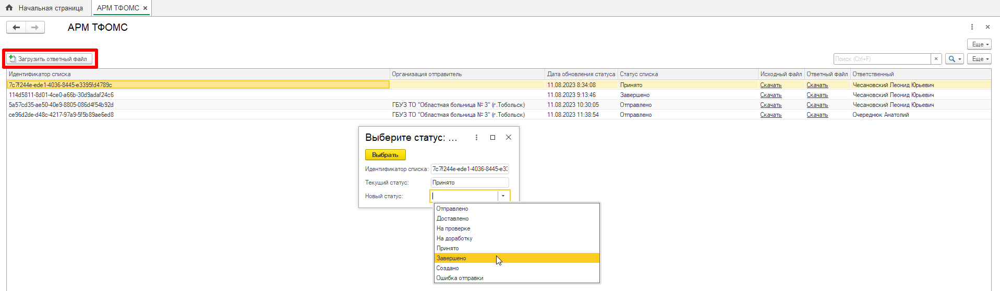 Начальная страница АРМ ТФОМС
АРМ ТФОМС
Еще
Загрузить ответный файл Поиск (Ctrl+F) Еще
Идентификатор списка Организация отправитель Дата обновления статуса Статус списка Исходный файл Ответный файл Ответственный
7c7f244e-ede1-4036-8445-e3395fd4789c 11.08.2023 8:34:08 Принято Скачать Скачать Чесановский Леонид Юрьевич
114d5811-8d01-4ce0-a66b-30d9adaf24c6 11.08.2023 9:13:46 Завершено Скачать Скачать Чесановский Леонид Юрьевич
5a57cd35-ae50-40e9-8805-086d4f54b92d ГБУЗ ТО "Областная больница № 3" (г.Тобольск) 11.08.2023 10:30:05 Отправлено Скачать Скачать Чесановский Леонид Юрьевич
ce96d2de-d48c-4217-97a9-5f5b89ae6ed8 ГБУЗ ТО "Областная больница № 3" (г.Тобольск) 11.08.2023 11:38:54 Отправлено Скачать Скачать Очереднюк Анатолий
Выберите статус: ...
Выбрать
Идентификатор списка: 7c7f244e-ede1-4036-8445-e33
Текущий статус: Принято
Новый статус:
Отправлено
Доставлено
На проверке
На доработку
Принято
Завершено
Создано
Ошибка отправки